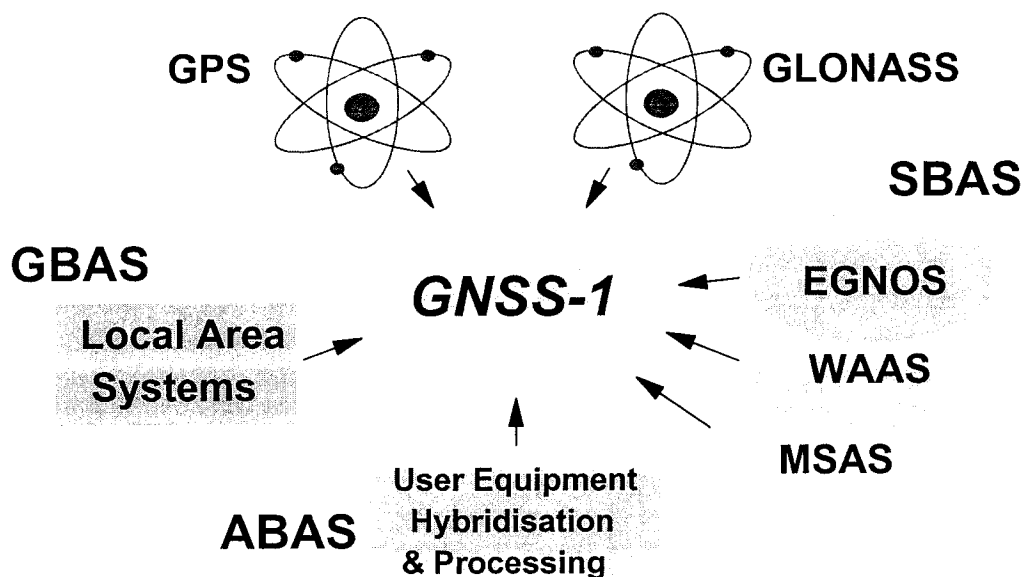 GPS
GLONASS
SBAS
GBAS
GNSS-1
EGNOS
Local Area
Systems
WAAS
MSAS
User Equipment
Hybridisation
& Processing
ABAS